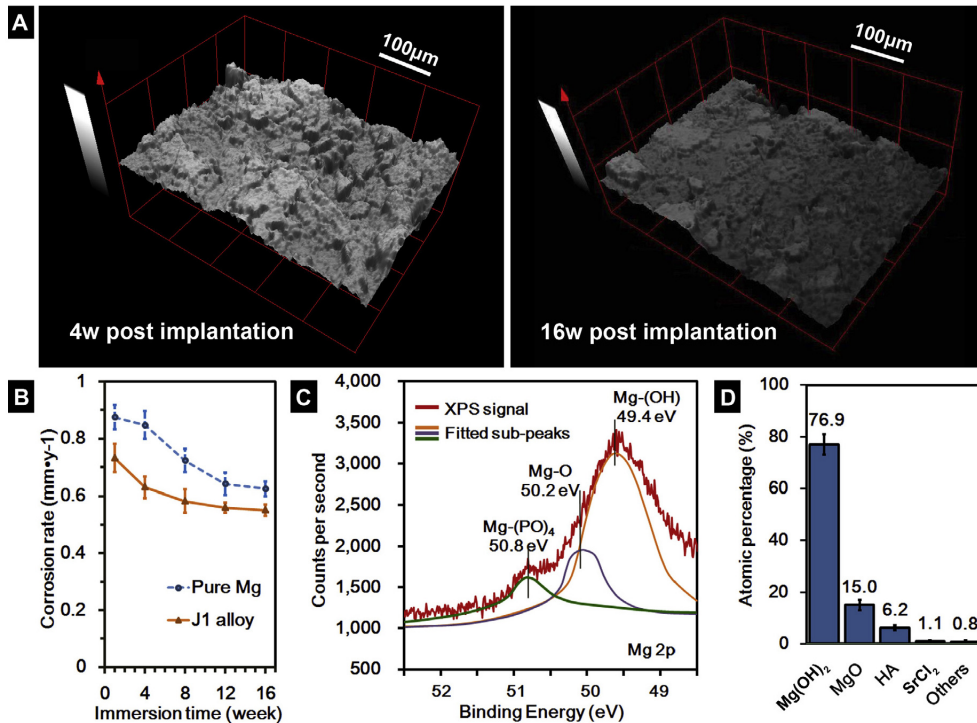 A
100μm
4w post implantation
100μm
16w post implantation
B
Corrosion rate (mm•y-1)
1
0.8
0.6
0.4
0.2
0
Pure Mg
J1 alloy
0 4 8 12 16
Immersion time (week)
C
Counts per second
4,000
3,500
3,000
2,500
2,000
1,500
1,000
500
XPS signal
Fitted sub-peaks
Mg-(OH)
49.4 eV
Mg-O
50.2 eV
Mg-(PO)₄
50.8 eV
Mg 2p
52 51 50 49
Binding Energy (eV)
D
Atomic percentage (%)
100
80
60
40
20
0
76.9
15.0
6.2
1.1
0.8
Mg(OH)₂
MgO
HA
SrCl₂
Others